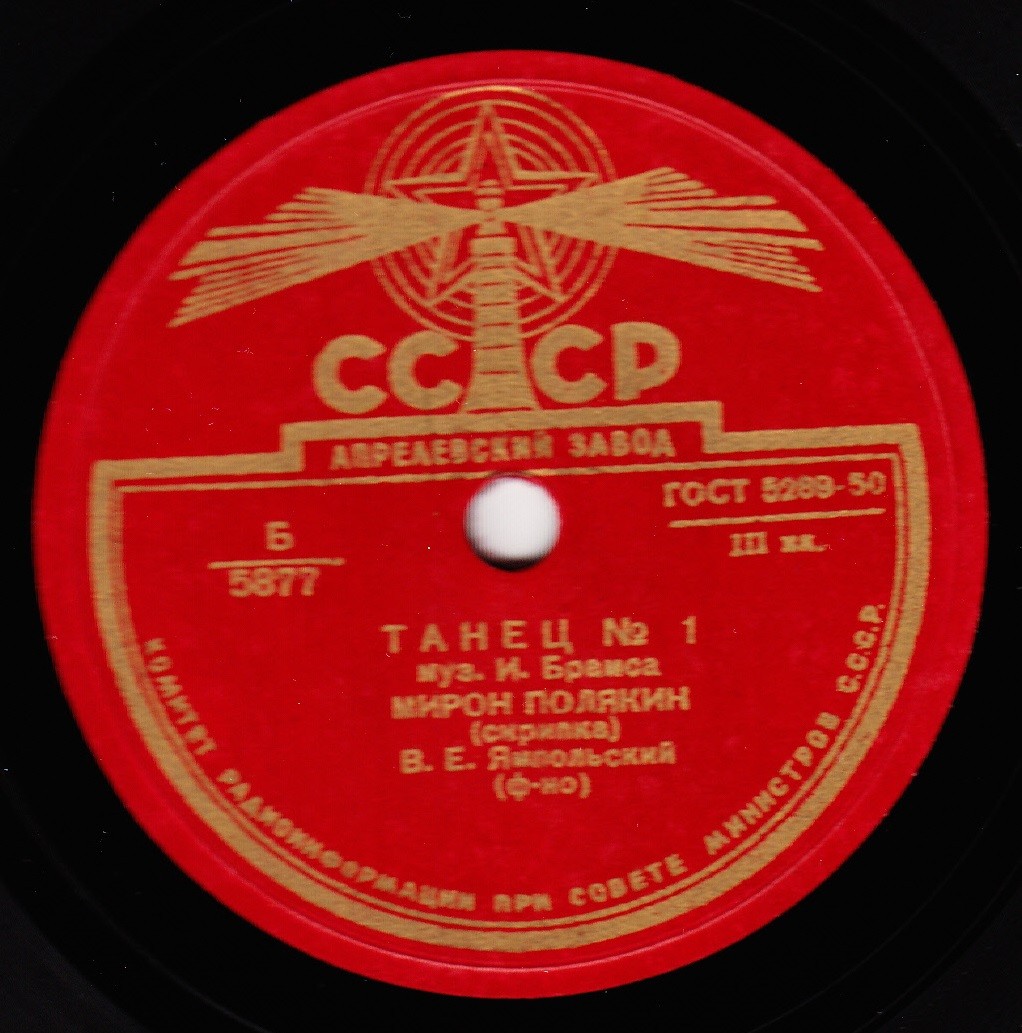 СССР
АПРЕЛЕВСКИЙ ЗАВОД
ГОСТ 5289-50
III кл.
Б
5877
ТАНЕЦ № 1
муз. И. Брамса
МИРОН ПОЛЯКИН
(скрипка)
В. Е. Ямпольский
(ф-но)
КОМИТЕТ РАДИОИНФОРМАЦИИ ПРИ СОВЕТЕ МИНИСТРОВ С.С.С.Р.